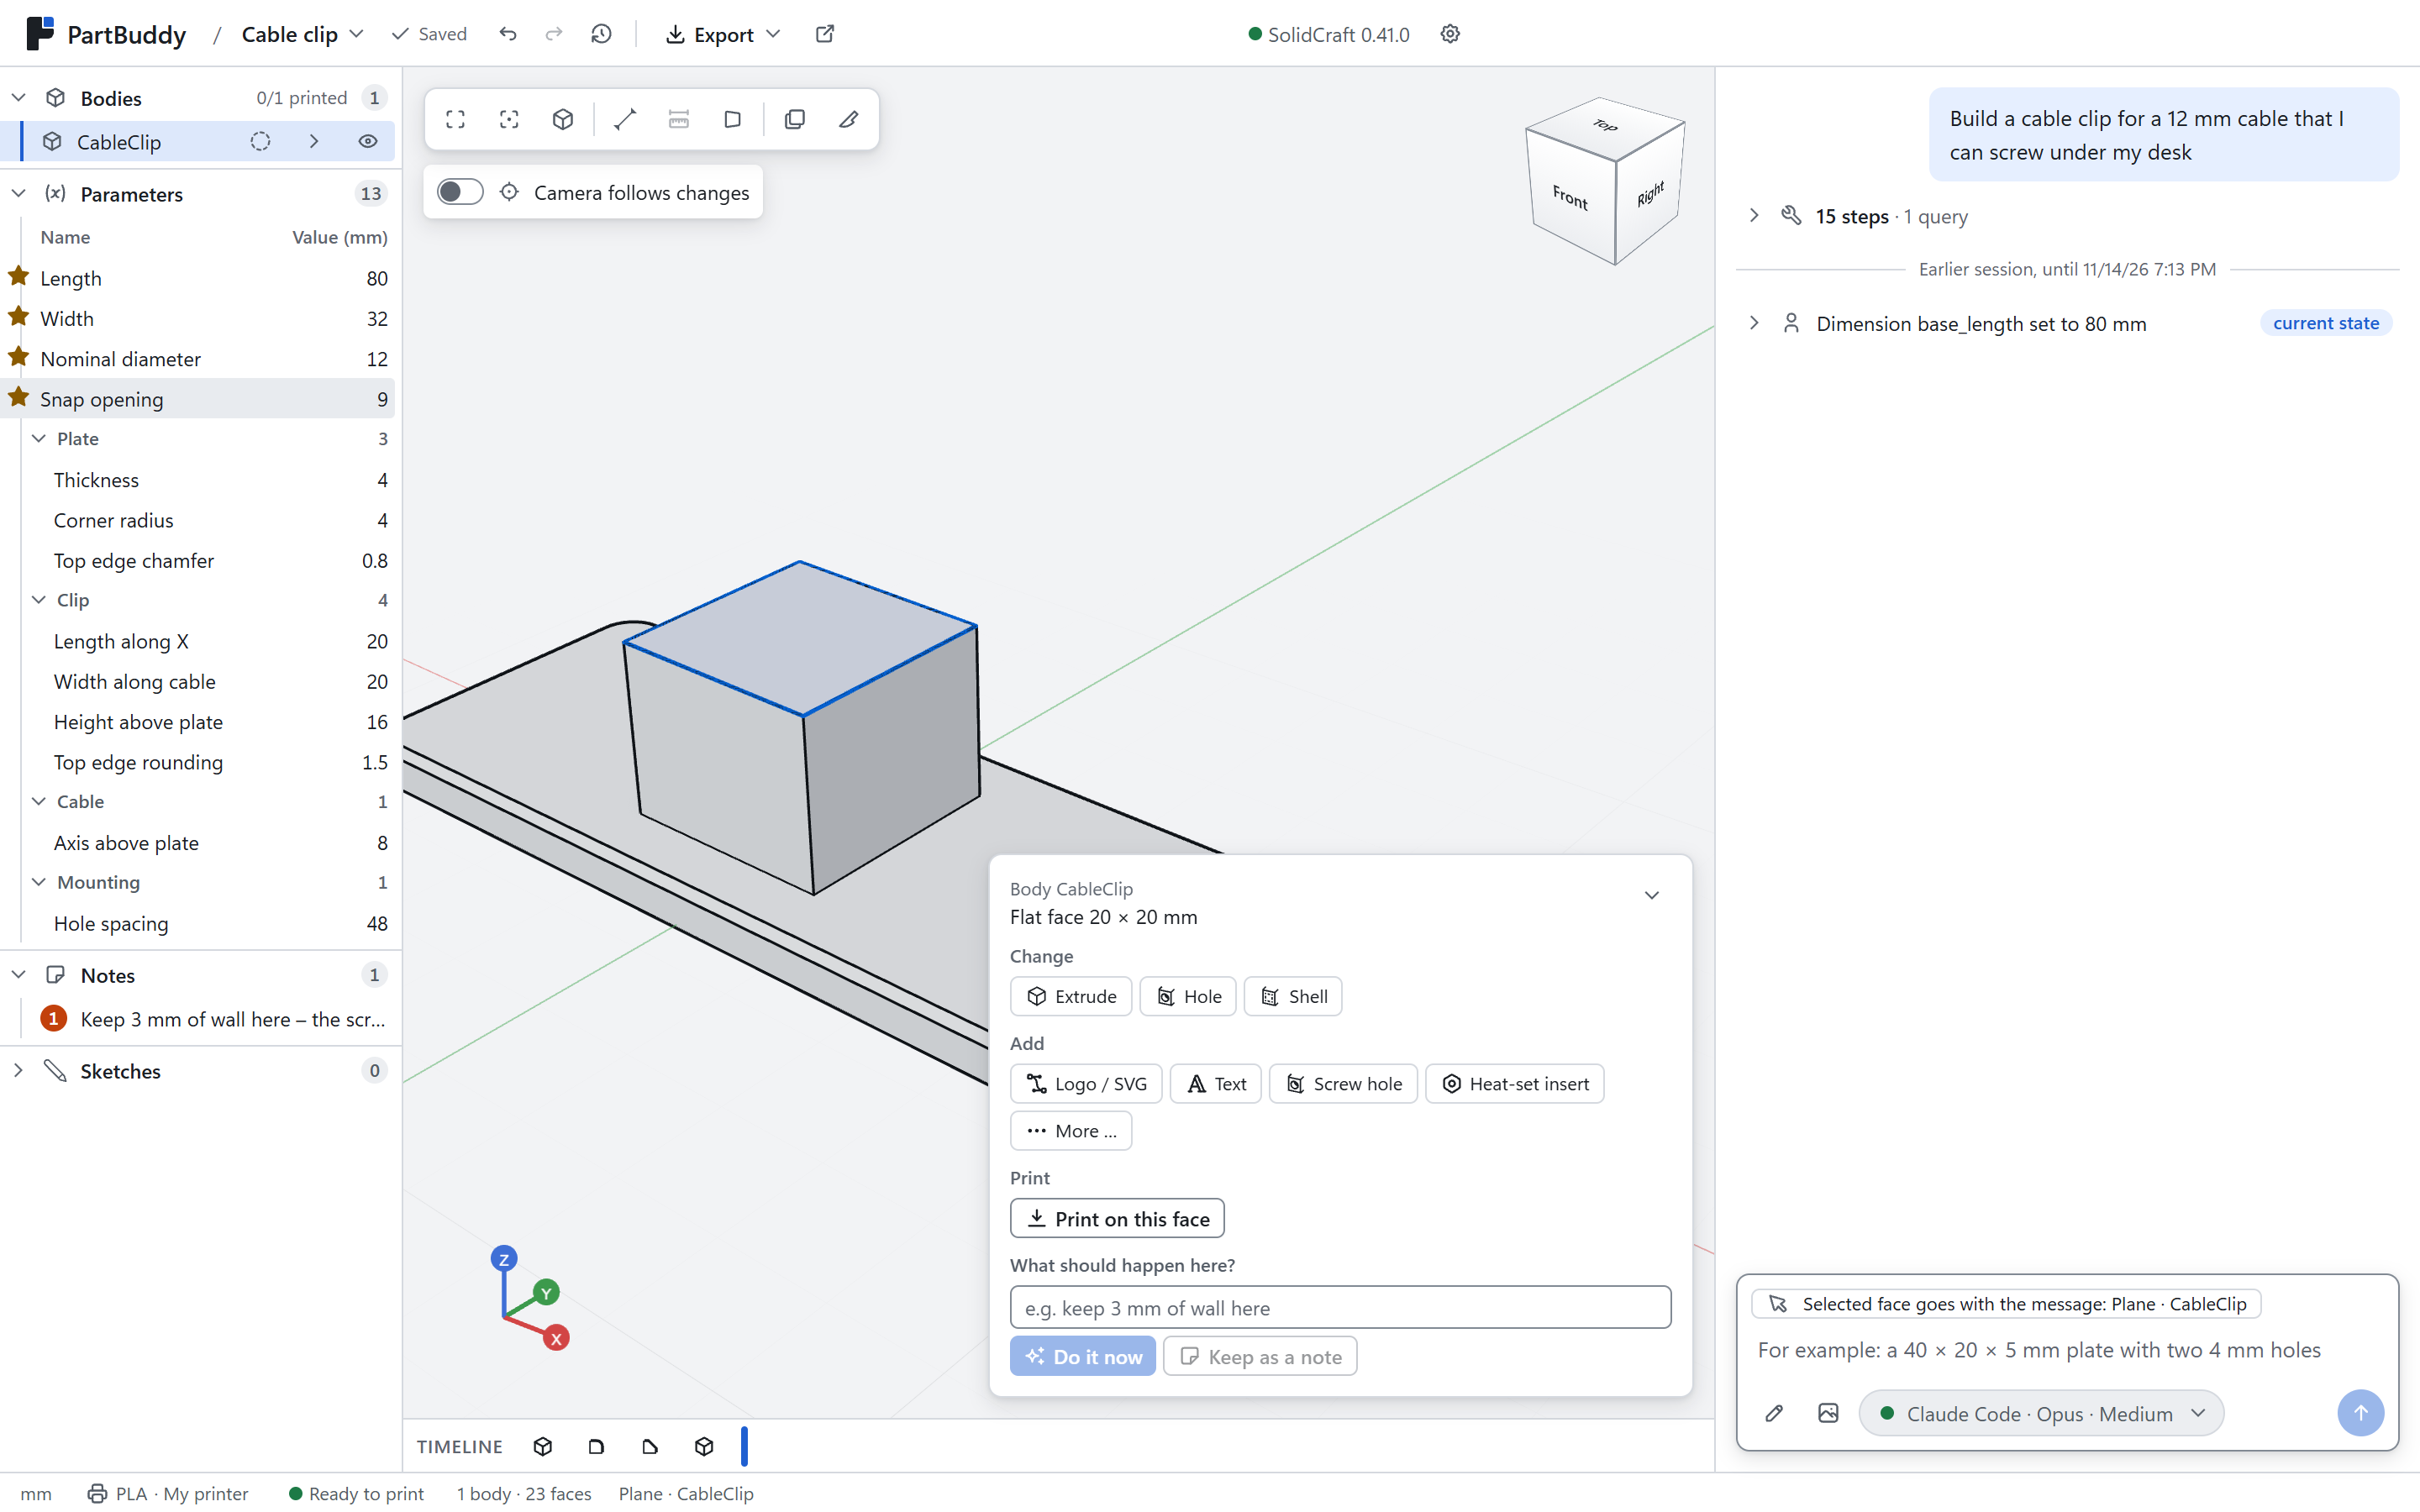 PartBuddy / Cable clip Saved Export SolidCraft 0.41.0
Bodies 0/1 printed 1
CableClip
Parameters 13
Name Value (mm)
Length 80
Width 32
Nominal diameter 12
Snap opening 9
Plate 3
Thickness 4
Corner radius 4
Top edge chamfer 0.8
Clip 4
Length along X 20
Width along cable 20
Height above plate 16
Top edge rounding 1.5
Cable 1
Axis above plate 8
Mounting 1
Hole spacing 48
Notes 1
1 Keep 3 mm of wall here – the scr...
Sketches 0
Camera follows changes
Top
Front
Right
Z
Y
X
Body CableClip
Flat face 20 × 20 mm
Change
Extrude Hole Shell
Add
Logo / SVG Text Screw hole Heat-set insert
More ...
Print
Print on this face
What should happen here?
e.g. keep 3 mm of wall here
Do it now Keep as a note
TIMELINE
Build a cable clip for a 12 mm cable that I
can screw under my desk
15 steps · 1 query
Earlier session, until 11/14/26 7:13 PM
Dimension base_length set to 80 mm current state
Selected face goes with the message: Plane · CableClip
For example: a 40 × 20 × 5 mm plate with two 4 mm holes
Claude Code · Opus · Medium
mm PLA · My printer Ready to print 1 body · 23 faces Plane · CableClip